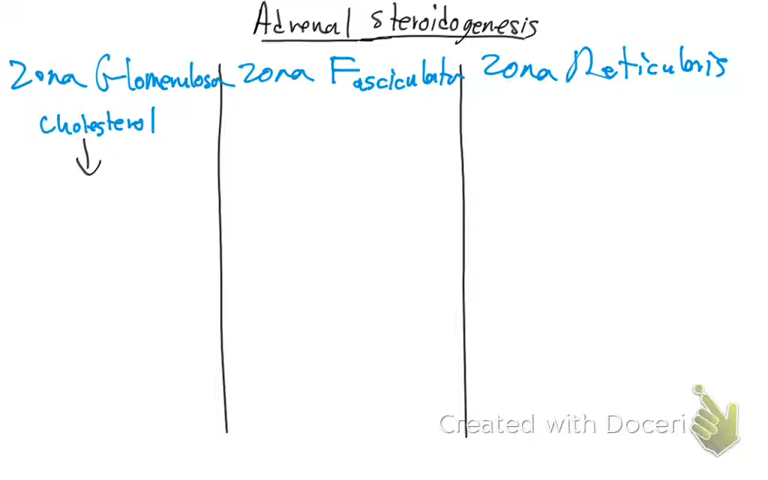 Adrenal Steroidogenesis
Zona Glomerulosa Zona Fasciculata Zona Reticularis
Cholesterol
Created with Doceri